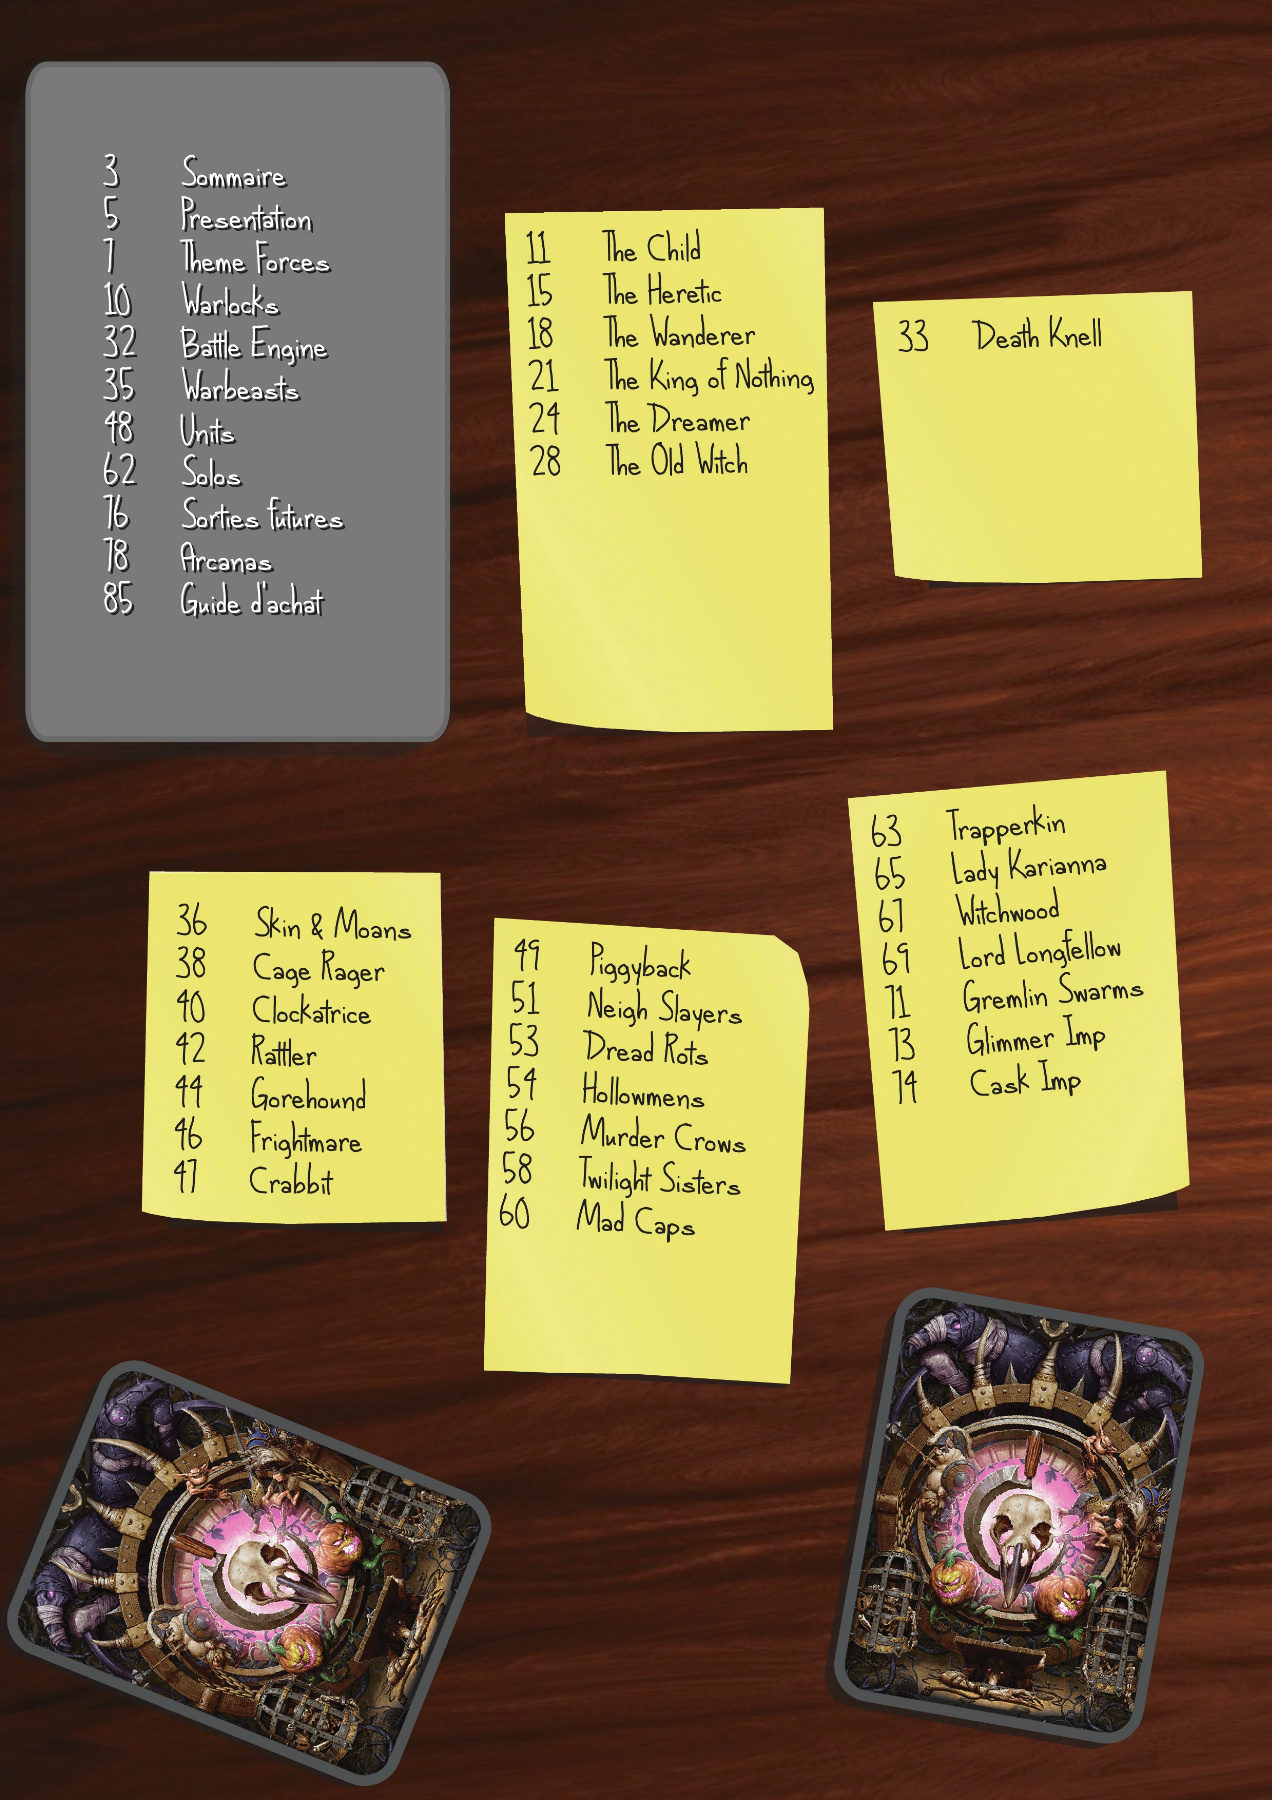 3 Sommaire
5 Presentation
7 Theme Forces
10 Warlocks
32 Battle Engine
35 Warbeasts
48 Units
62 Solos
76 Sorties futures
78 Arcanas
85 Guide d'achat
11 The Child
15 The Heretic
18 The Wanderer
21 The King of Nothing
24 The Dreamer
28 The Old Witch
33 Death Knell
36 Skin & Moans
38 Cage Rager
40 Clockatrice
42 Rattler
44 Gorehound
46 Frightmare
47 Crabbit
49 Piggyback
51 Neigh Slayers
53 Dread Rots
54 Hollowmens
56 Murder Crows
58 Twilight Sisters
60 Mad Caps
63 Trapperkin
65 Lady Karianna
67 Witchwood
69 Lord Longfellow
71 Gremlin Swarms
73 Glimmer Imp
74 Cask Imp